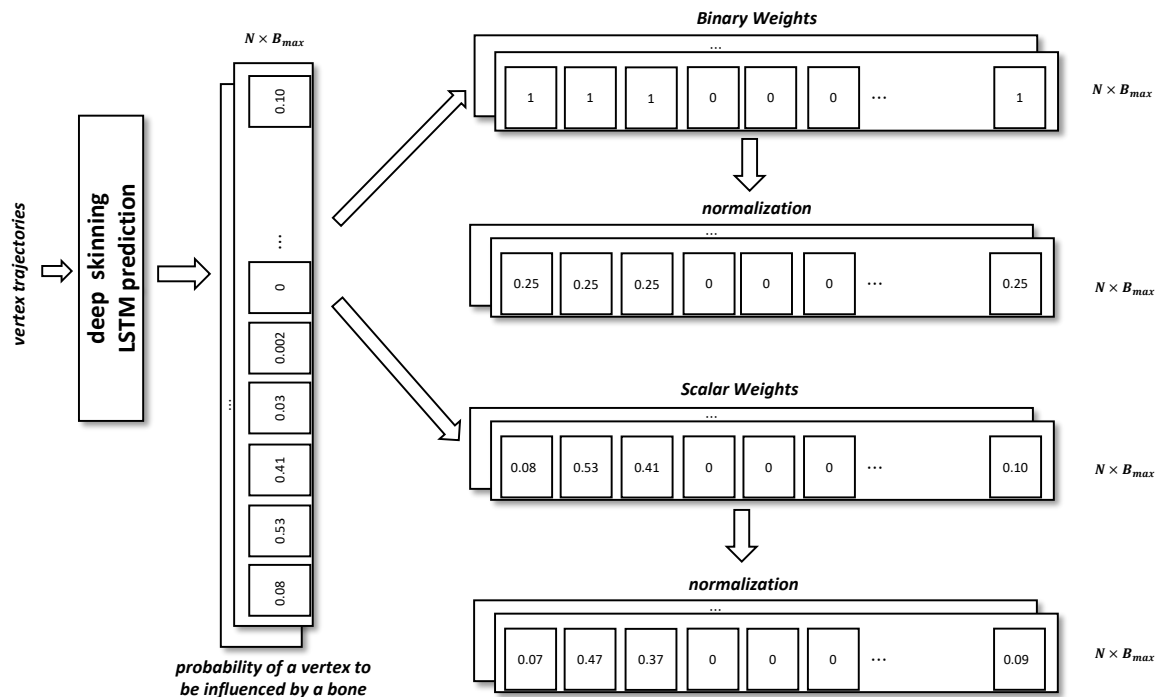 vertex trajectories
deep skinning
LSTM prediction
N × B_max
0.10
...
0
0.002
0.03
0.41
0.53
0.08
...
probability of a vertex to
be influenced by a bone
Binary Weights
...
1 1 1 0 0 0 ... 1
N × B_max
normalization
...
0.25 0.25 0.25 0 0 0 ... 0.25
N × B_max
Scalar Weights
...
0.08 0.53 0.41 0 0 0 ... 0.10
N × B_max
normalization
...
0.07 0.47 0.37 0 0 0 ... 0.09
N × B_max